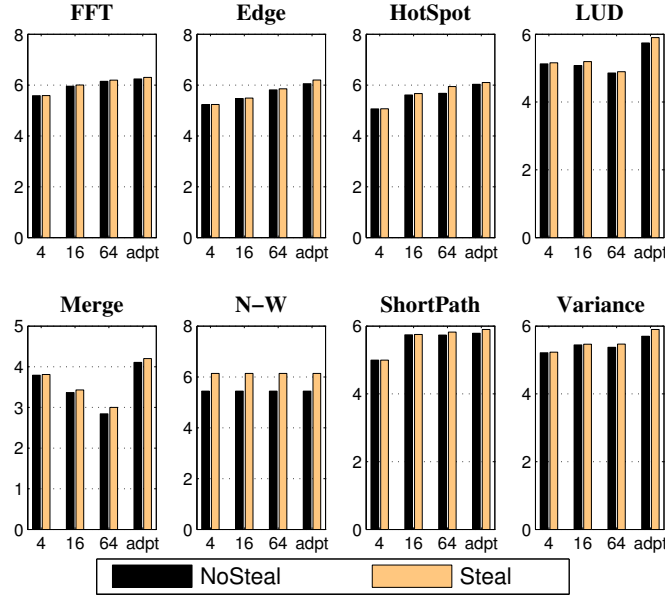 FFT Edge HotSpot LUD
8 8 8 6
6 6 6
4 4 4 4
2 2 2 2
0 0 0 0
4 16 64 adpt 4 16 64 adpt 4 16 64 adpt 4 16 64 adpt
Merge N-W ShortPath Variance
5 8 6 6
4 6 4 4
3 4
2 2 2 2
1
0 0 0 0
4 16 64 adpt 4 16 64 adpt 4 16 64 adpt 4 16 64 adpt
NoSteal Steal